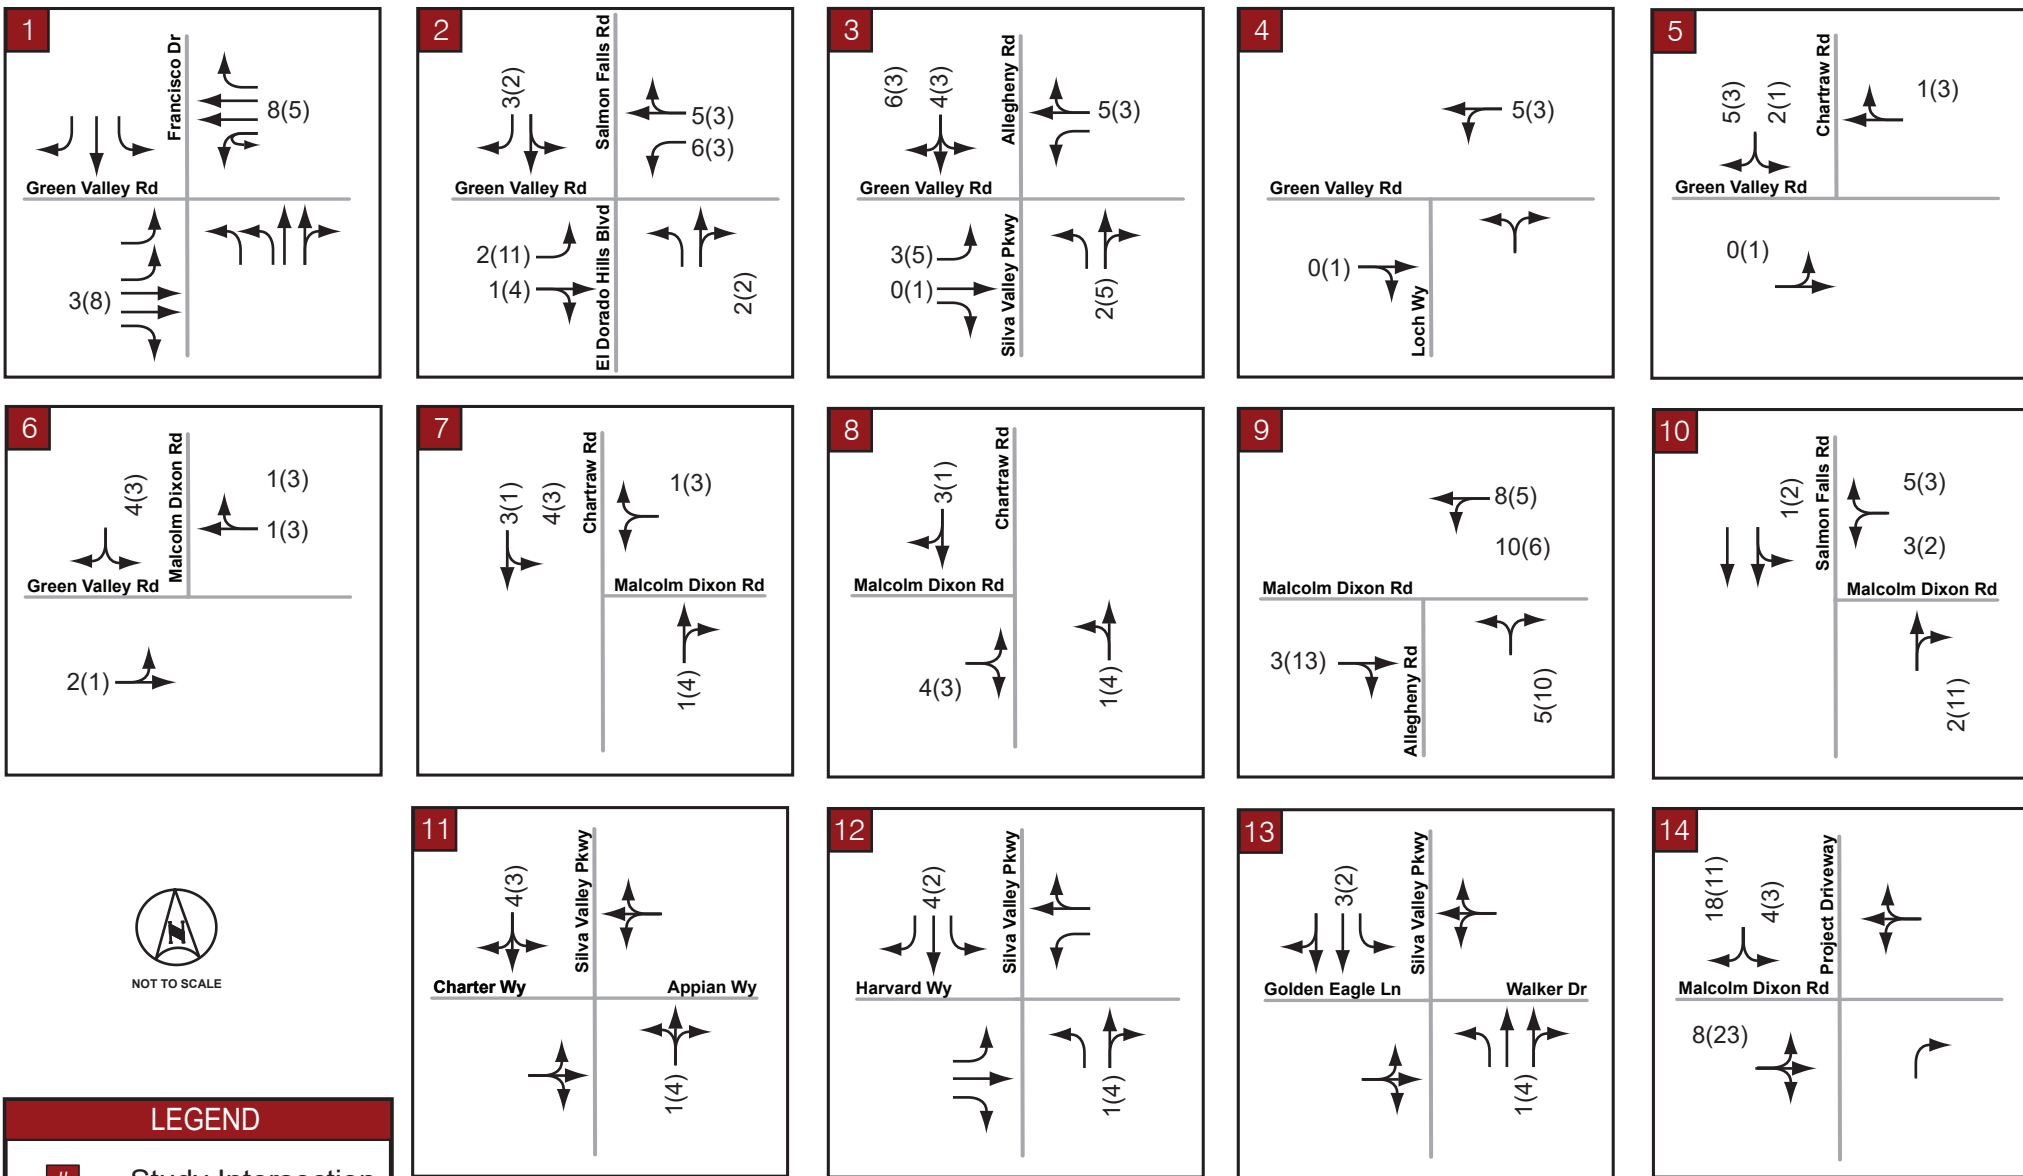 1
Francisco Dr
8(5)
Green Valley Rd
3(8)
2
3(2)
Salmon Falls Rd
5(3)
6(3)
Green Valley Rd
2(11)
1(4)
El Dorado Hills Blvd
2(2)
3
6(3)
4(3)
Allegheny Rd
5(3)
Green Valley Rd
3(5)
0(1)
Silva Valley Pkwy
2(5)
4
5(3)
Green Valley Rd
0(1)
Loch Wy
5
5(3)
2(1)
Chartraw Rd
1(3)
Green Valley Rd
0(1)
6
4(3)
Malcolm Dixon Rd
1(3)
1(3)
Green Valley Rd
2(1)
7
3(1)
4(3)
Chartraw Rd
1(3)
Malcolm Dixon Rd
1(4)
8
3(1)
Chartraw Rd
Malcolm Dixon Rd
4(3)
1(4)
9
8(5)
10(6)
Malcolm Dixon Rd
3(13)
Allegheny Rd
5(10)
10
1(2)
Salmon Falls Rd
5(3)
3(2)
Malcolm Dixon Rd
2(11)
N
NOT TO SCALE
11
4(3)
Silva Valley Pkwy
Charter Wy
Appian Wy
1(4)
12
4(2)
Silva Valley Pkwy
Harvard Wy
1(4)
13
3(2)
Silva Valley Pkwy
Golden Eagle Ln
Walker Dr
1(4)
14
18(11)
4(3)
Project Driveway
Malcolm Dixon Rd
8(23)
LEGEND
# Study Intersection